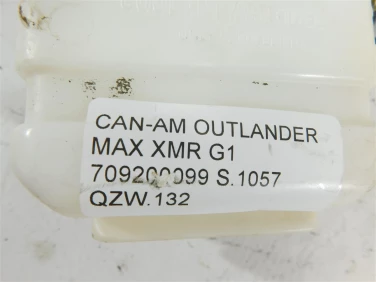 CAN-AM OUTLANDER
MAX XMR G1
709200099 S.1057
QZW.132